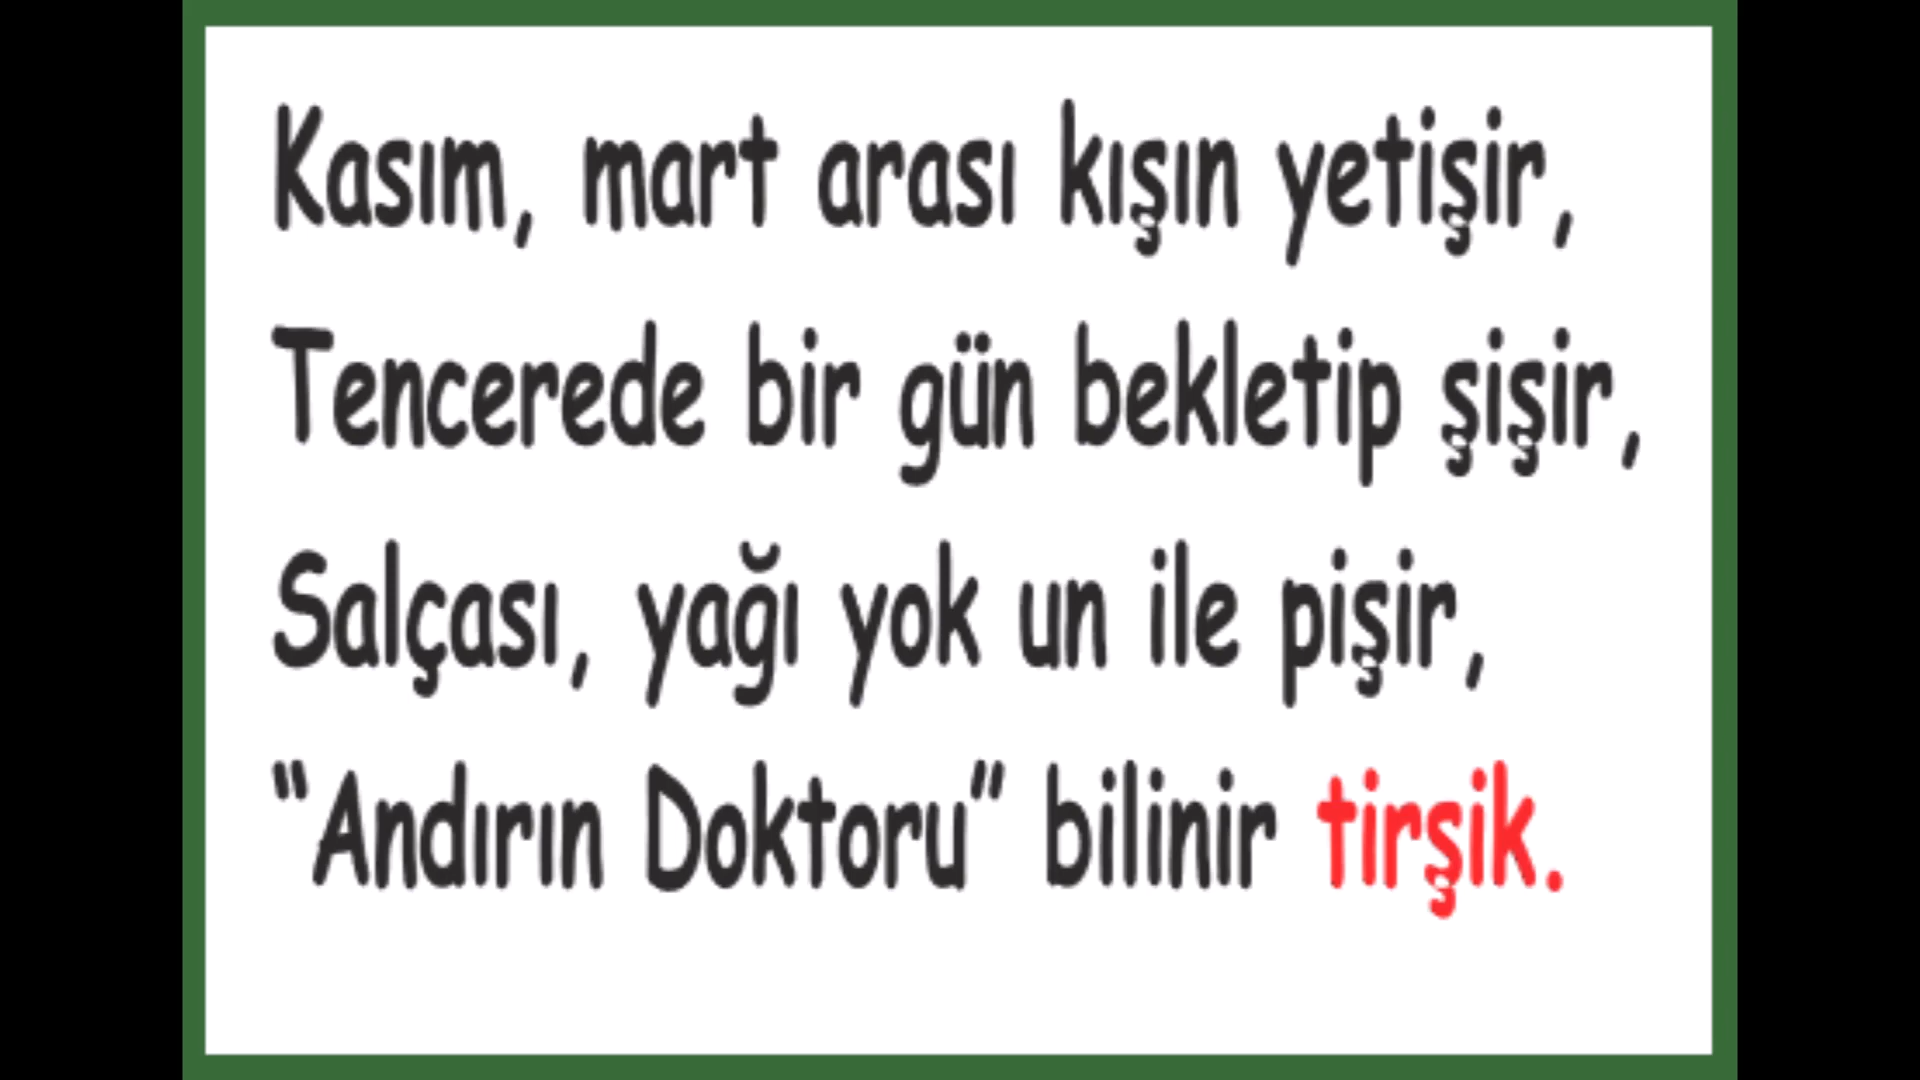 Kasım, mart arası kışın yetişir,
Tencerede bir gün bekletip şişir,
Salçası, yağı yok un ile pişir,
“Andırın Doktoru” bilinir tirşik.